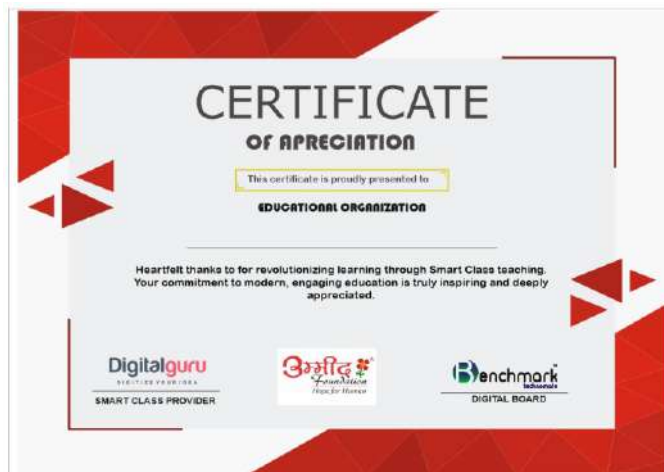 CERTIFICATE
OF APRECIATION
This certificate is proudly presented to
EDUCATIONAL ORGANIZATION
Heartfelt thanks to for revolutionizing learning through Smart Class teaching.
Your commitment to modern, engaging education is truly inspiring and deeply
appreciated.
Digitalguru
SMART CLASS PROVIDER
उम्मीद
Foundation
Hope for Human
Benchmark
DIGITAL BOARD